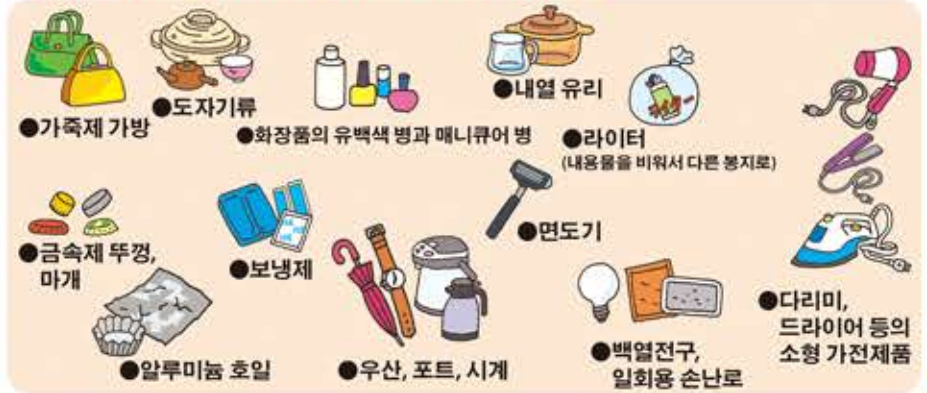 ●가죽제 가방
●도자기류
●화장품의 유백색 병과 매니큐어 병
●내열 유리
●라이터
(내용물을 비워서 다른 봉지로)
●금속제 뚜껑,
마개
●보냉제
●면도기
●알루미늄 호일
●우산, 포트, 시계
●백열전구,
일회용 손난로
●다리미,
드라이어 등의
소형 가전제품